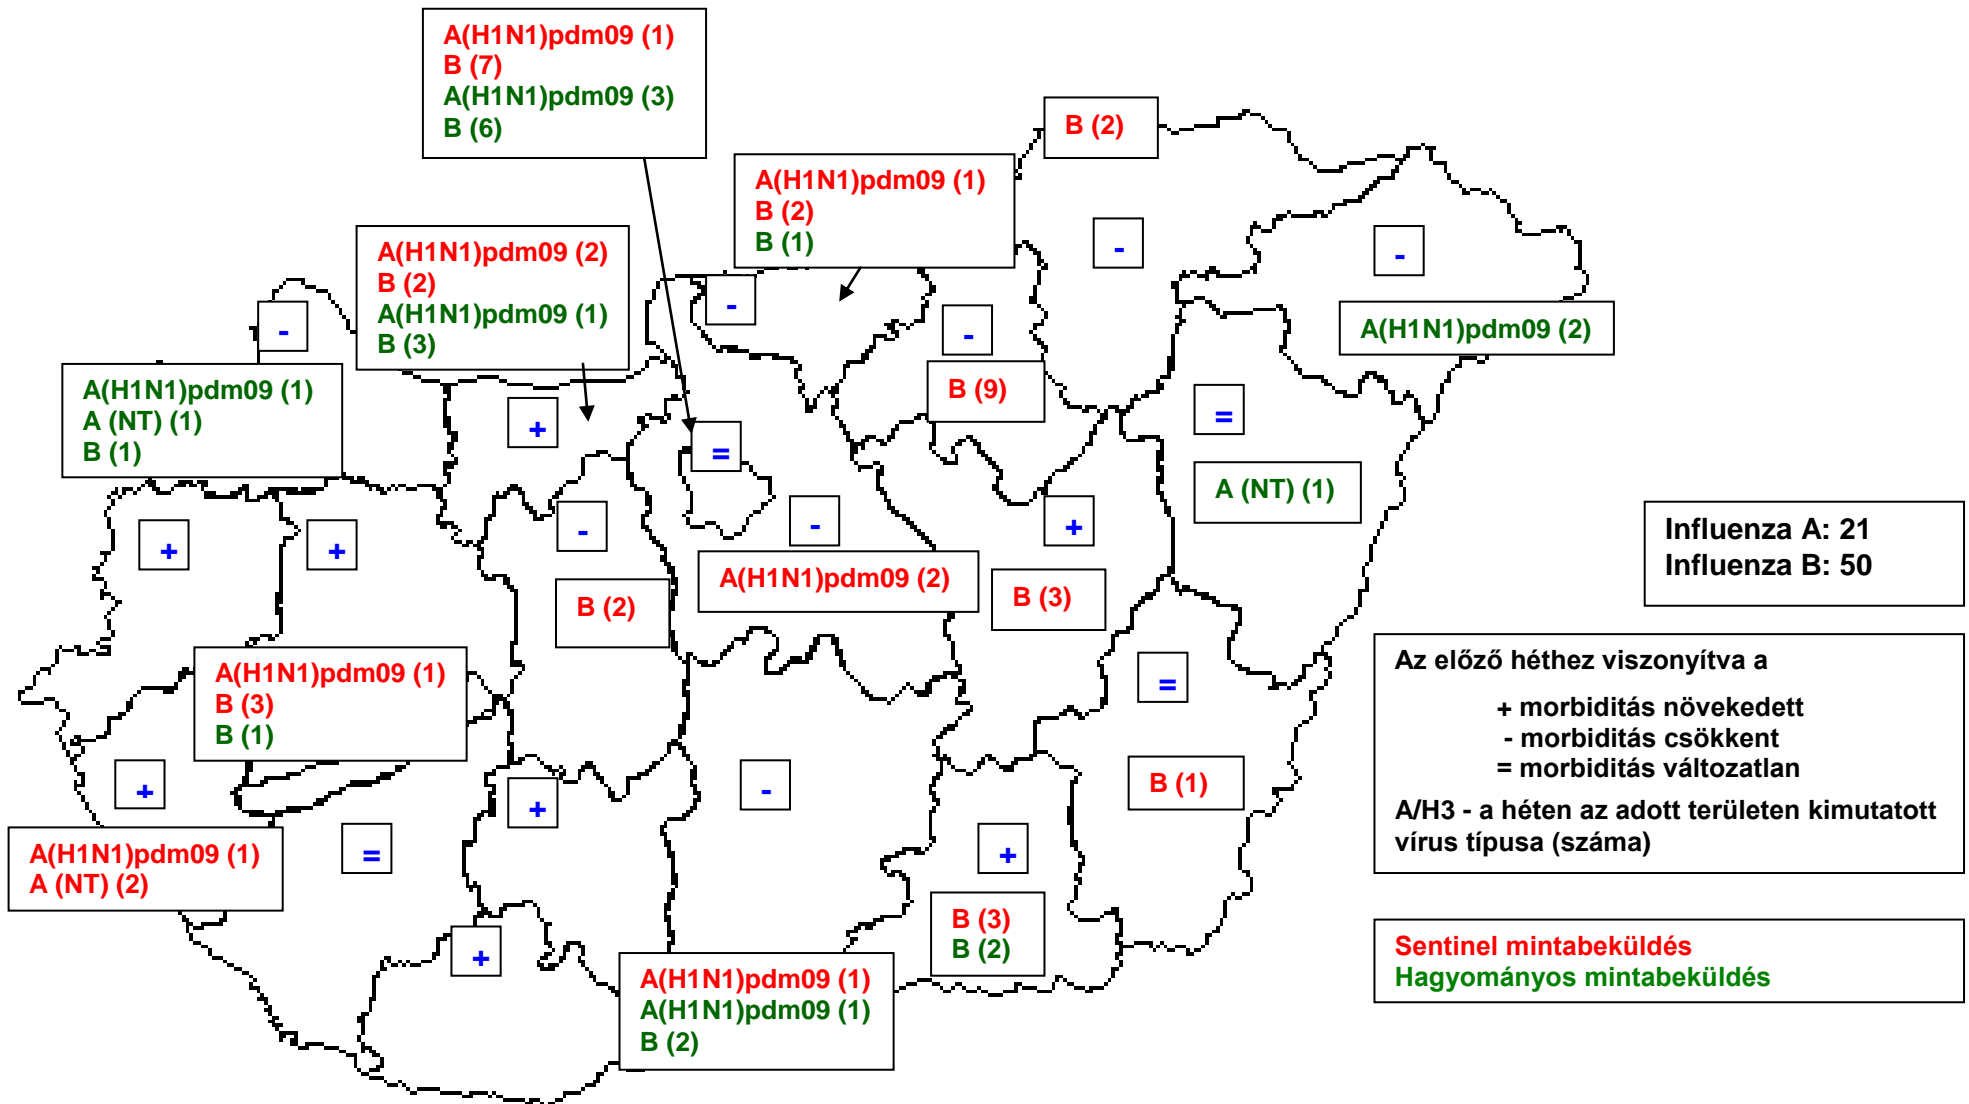 A(H1N1)pdm09 (1)
B (7)
A(H1N1)pdm09 (3)
B (6)
B (2)
A(H1N1)pdm09 (1)
B (2)
B (1)
-
-
A(H1N1)pdm09 (2)
B (2)
A(H1N1)pdm09 (1)
B (3)
-
-
-
A(H1N1)pdm09 (2)
A(H1N1)pdm09 (1)
A (NT) (1)
B (1)
B (9)
+
=
=
A (NT) (1)
+
+
-
-
+
Influenza A: 21
Influenza B: 50
B (2)
A(H1N1)pdm09 (2)
B (3)
A(H1N1)pdm09 (1)
B (3)
B (1)
=
Az előző héthez viszonyítva a
+ morbiditás növekedett
- morbiditás csökkent
= morbiditás változatlan
A/H3 - a héten az adott területen kimutatott
vírus típusa (száma)
+
+
-
B (1)
A(H1N1)pdm09 (1)
A (NT) (2)
=
+
B (3)
B (2)
+
A(H1N1)pdm09 (1)
A(H1N1)pdm09 (1)
B (2)
Sentinel mintabeküldés
Hagyományos mintabeküldés